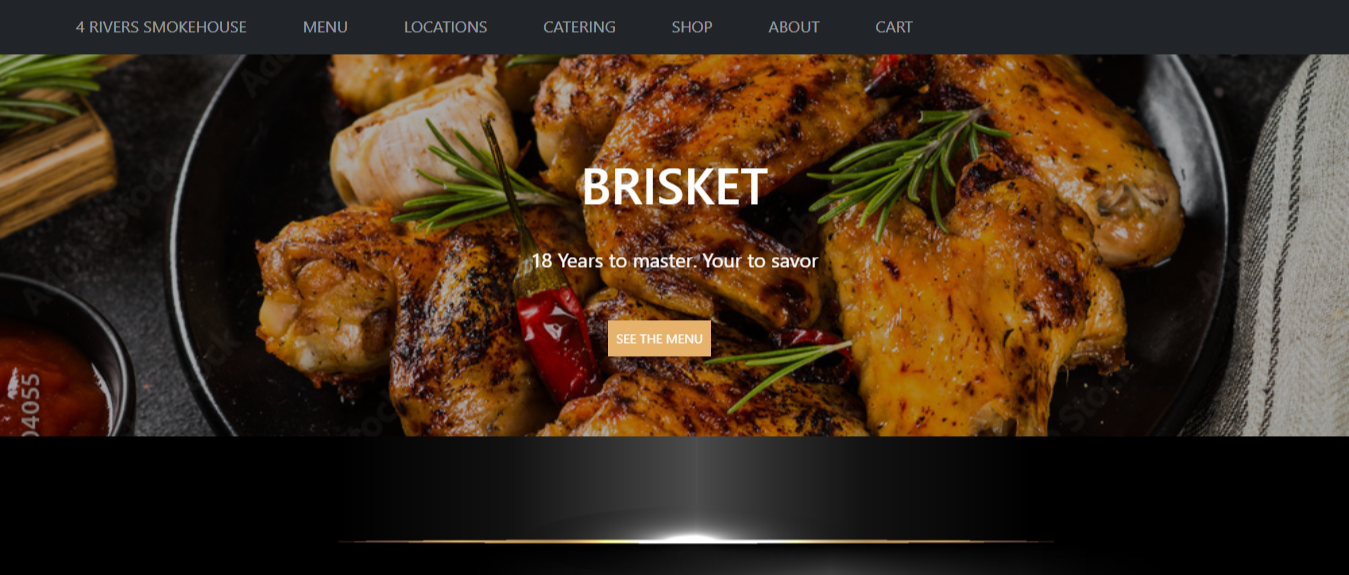 4 RIVERS SMOKEHOUSE MENU LOCATIONS CATERING SHOP ABOUT CART
BRISKET
18 Years to master. Your to savor
SEE THE MENU
04055